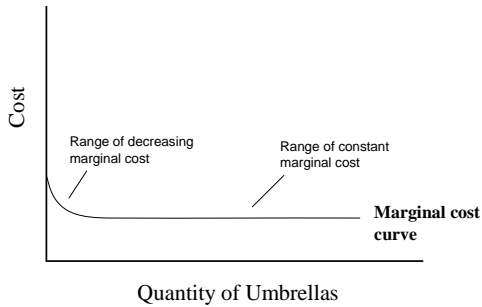 Cost
Range of decreasing
marginal cost
Range of constant
marginal cost
Marginal cost
curve
Quantity of Umbrellas